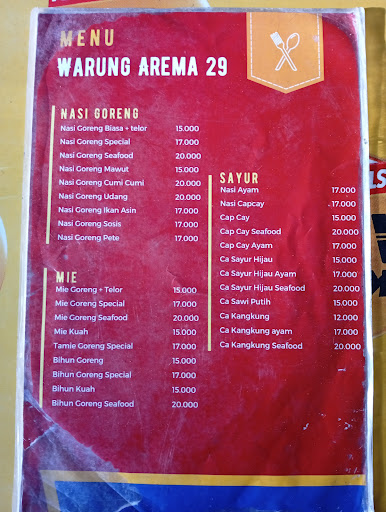 MENU
WARUNG AREMA 29
NASI GORENG
Nasi Goreng Biasa + telor 15.000
Nasi Goreng Special 17.000
Nasi Goreng Seafood 20.000
Nasi Goreng Mawut 15.000
Nasi Goreng Cumi Cumi 20.000
Nasi Goreng Udang 20.000
Nasi Goreng Ikan Asin 17.000
Nasi Goreng Sosis 17.000
Nasi Goreng Pete 17.000
MIE
Mie Goreng + Telor 15.000
Mie Goreng Special 17.000
Mie Goreng Seafood 20.000
Mie Kuah 15.000
Tamie Goreng Special 17.000
Bihun Goreng 15.000
Bihun Goreng Special 17.000
Bihun Kuah 15.000
Bihun Goreng Seafood 20.000
SAYUR
Nasi Ayam 17.000
Nasi Capcay 17.000
Cap Cay 15.000
Cap Cay Seafood 20.000
Cap Cay Ayam 17.000
Ca Sayur Hijau 15.000
Ca Sayur Hijau Ayam 17.000
Ca Sayur Hijau Seafood 20.000
Ca Sawi Putih 15.000
Ca Kangkung 12.000
Ca Kangkung ayam 17.000
Ca Kangkung Seafood 20.000